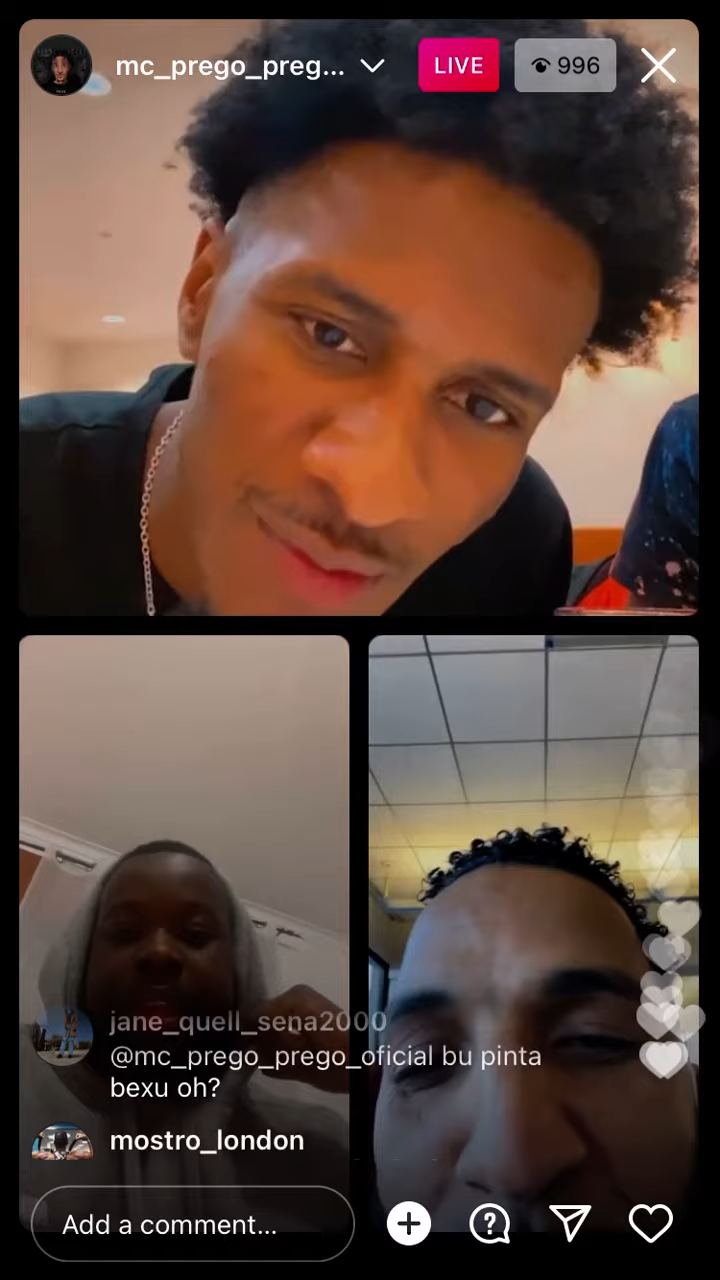 mc_prego_preg...
LIVE
996
jane_quell_sena2000
@mc_prego_prego_oficial bu pinta
bexu oh?
mostro_london
Add a comment...